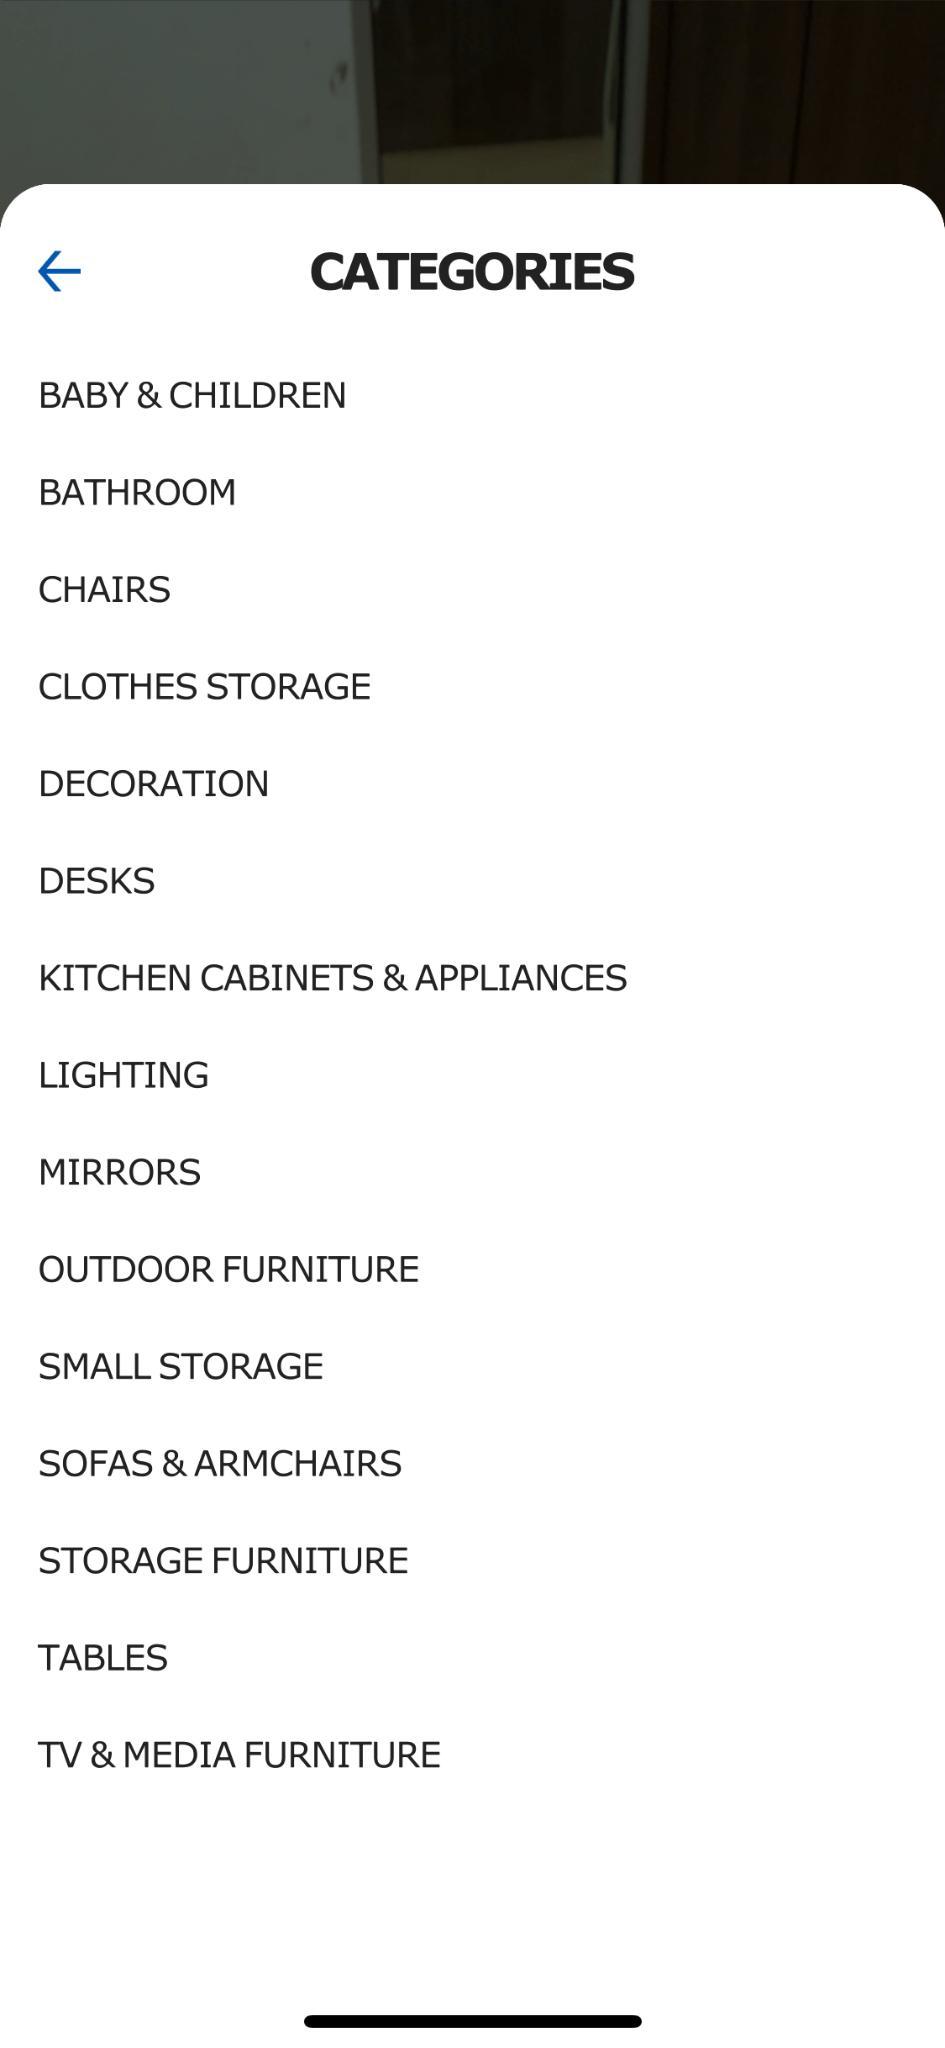 CATEGORIES
BABY & CHILDREN
BATHROOM
CHAIRS
CLOTHES STORAGE
DECORATION
DESKS
KITCHEN CABINETS & APPLIANCES
LIGHTING
MIRRORS
OUTDOOR FURNITURE
SMALL STORAGE
SOFAS & ARMCHAIRS
STORAGE FURNITURE
TABLES
TV & MEDIA FURNITURE